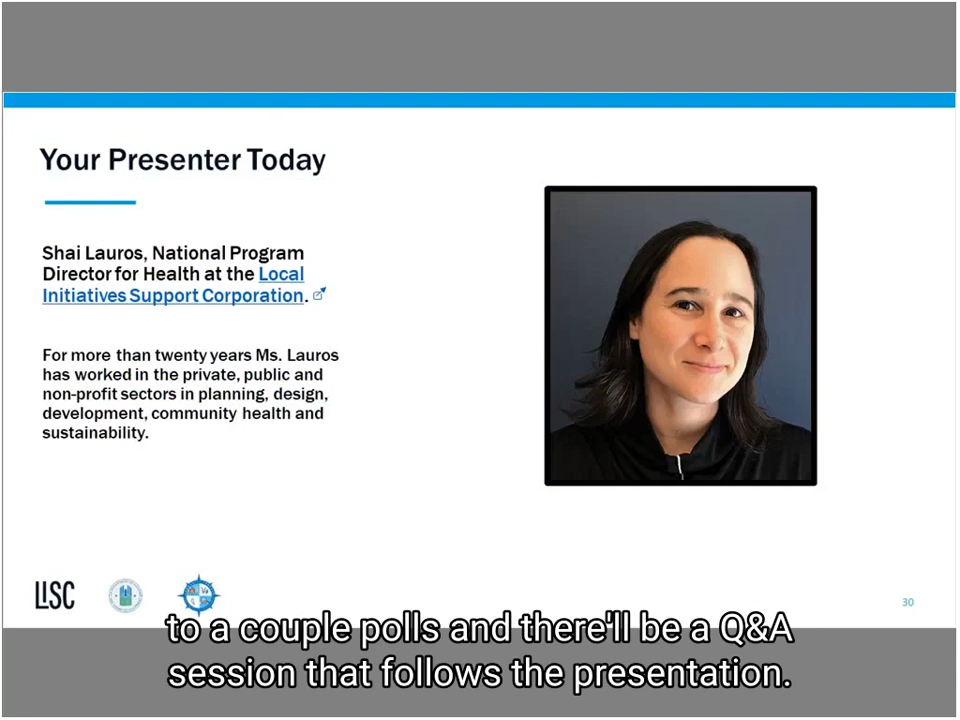 Your Presenter Today
Shai Lauros, National Program
Director for Health at the Local
Initiatives Support Corporation.
For more than twenty years Ms. Lauros
has worked in the private, public and
non-profit sectors in planning, design,
development, community health and
sustainability.
LISC
30
to a couple polls and there'll be a Q&A
session that follows the presentation.